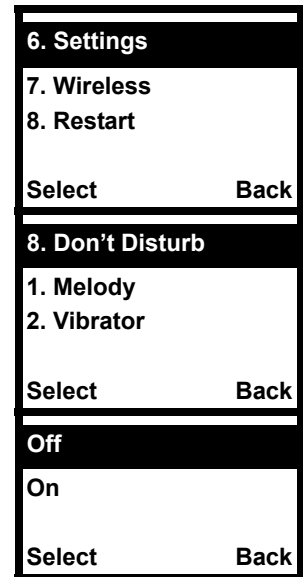 6. Settings
7. Wireless
8. Restart
Select Back
8. Don't Disturb
1. Melody
2. Vibrator
Select Back
Off
On
Select Back